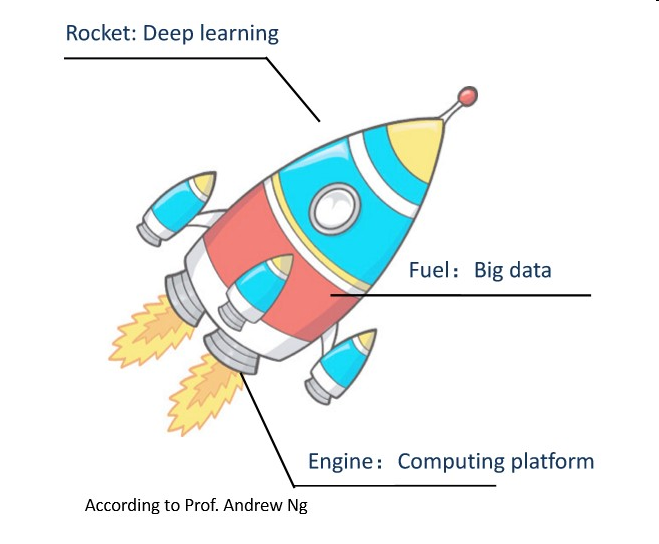 Rocket: Deep learning
Fuel：Big data
Engine：Computing platform
According to Prof. Andrew Ng